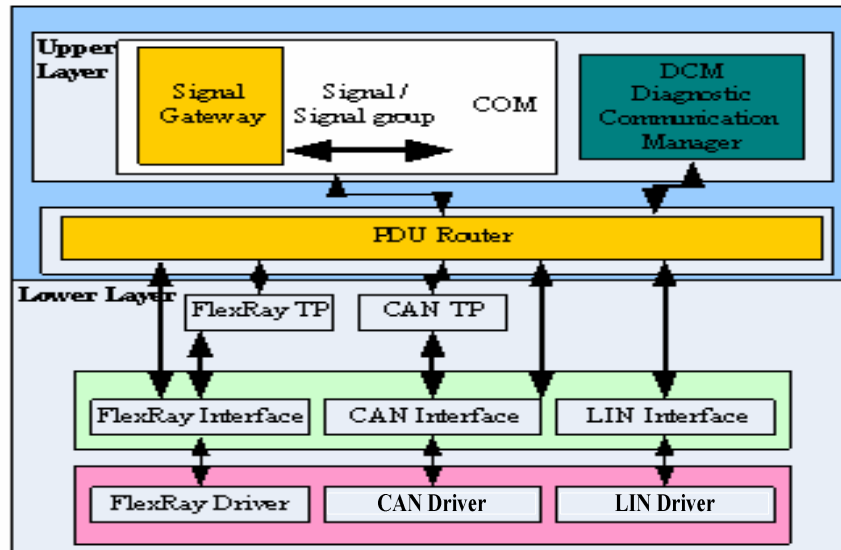 Upper
Layer
Signal
Gateway
Signal /
Signal group
COM
DCM
Diagnostic
Communication
Manager
PDU Router
Lower Layer
FlexRay TP
CAN TP
FlexRay Interface
CAN Interface
LIN Interface
FlexRay Driver
CAN Driver
LIN Driver